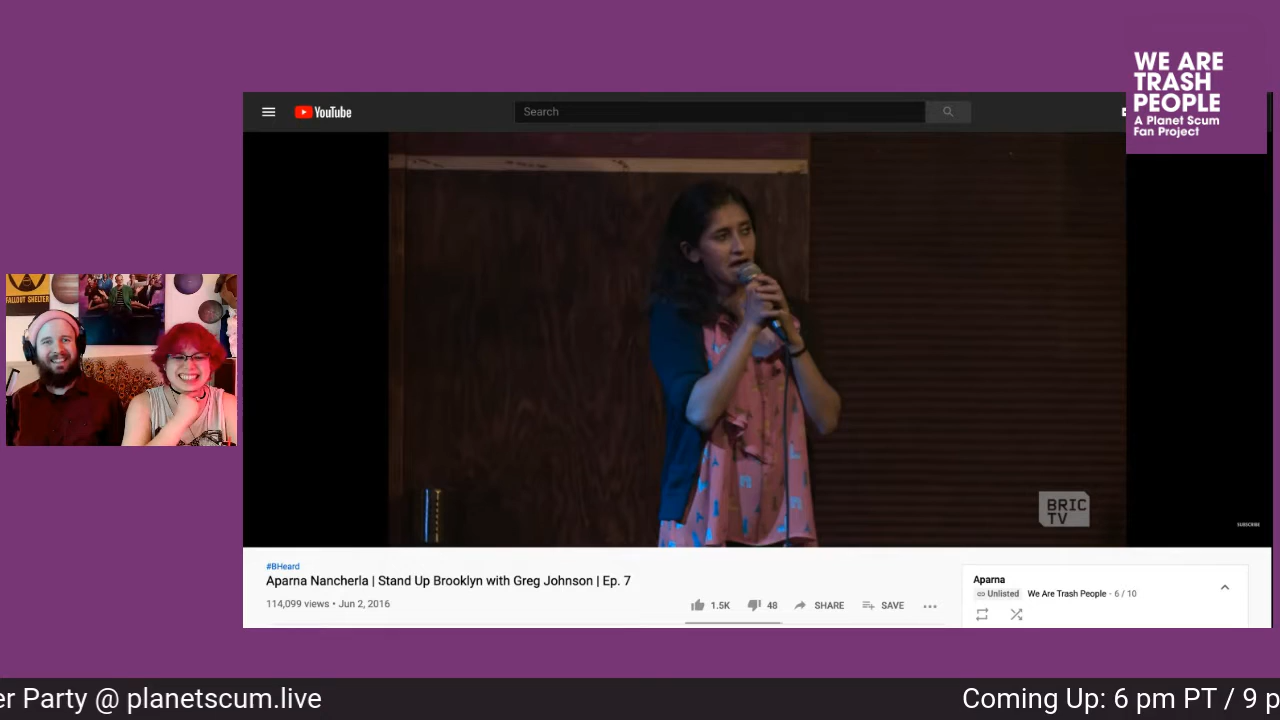 WE ARE
TRASH
PEOPLE
A Planet Scum
Fan Project
YouTube
Search
FALLOUT SHELTER
BRIC
TV
SUBSCRIBE
#BHeard
Aparna Nancherla | Stand Up Brooklyn with Greg Johnson | Ep. 7
114,099 views • Jun 2, 2016
1.5K
48
SHARE
SAVE
Aparna
Unlisted We Are Trash People - 6 / 10
er Party @ planetscum.live
Coming Up: 6 pm PT / 9 p